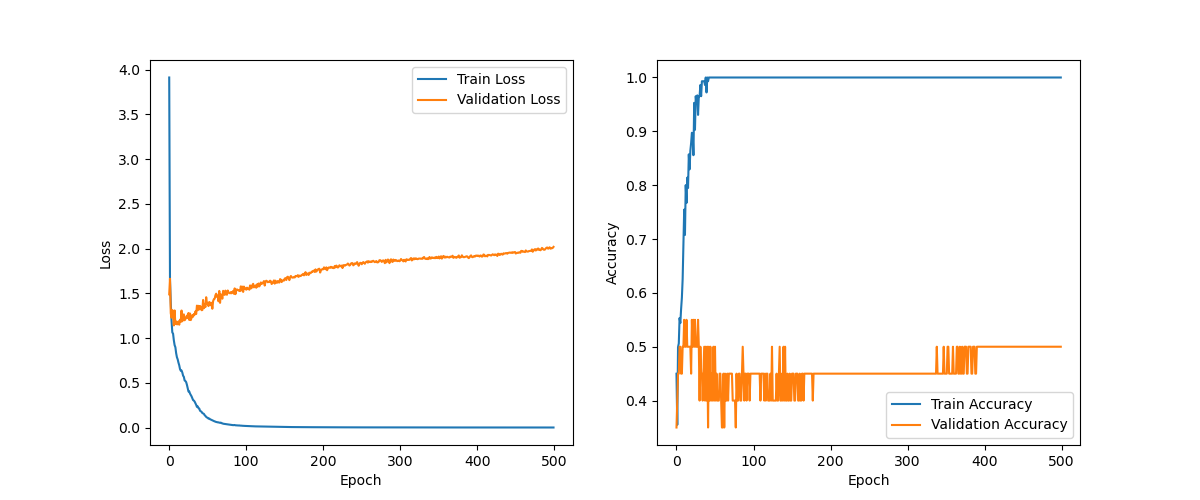 4.0
3.5
3.0
2.5
2.0
1.5
1.0
0.5
0.0
Loss
0 100 200 300 400 500
Epoch
Train Loss
Validation Loss
1.0
0.9
0.8
0.7
0.6
0.5
0.4
Accuracy
0 100 200 300 400 500
Epoch
Train Accuracy
Validation Accuracy